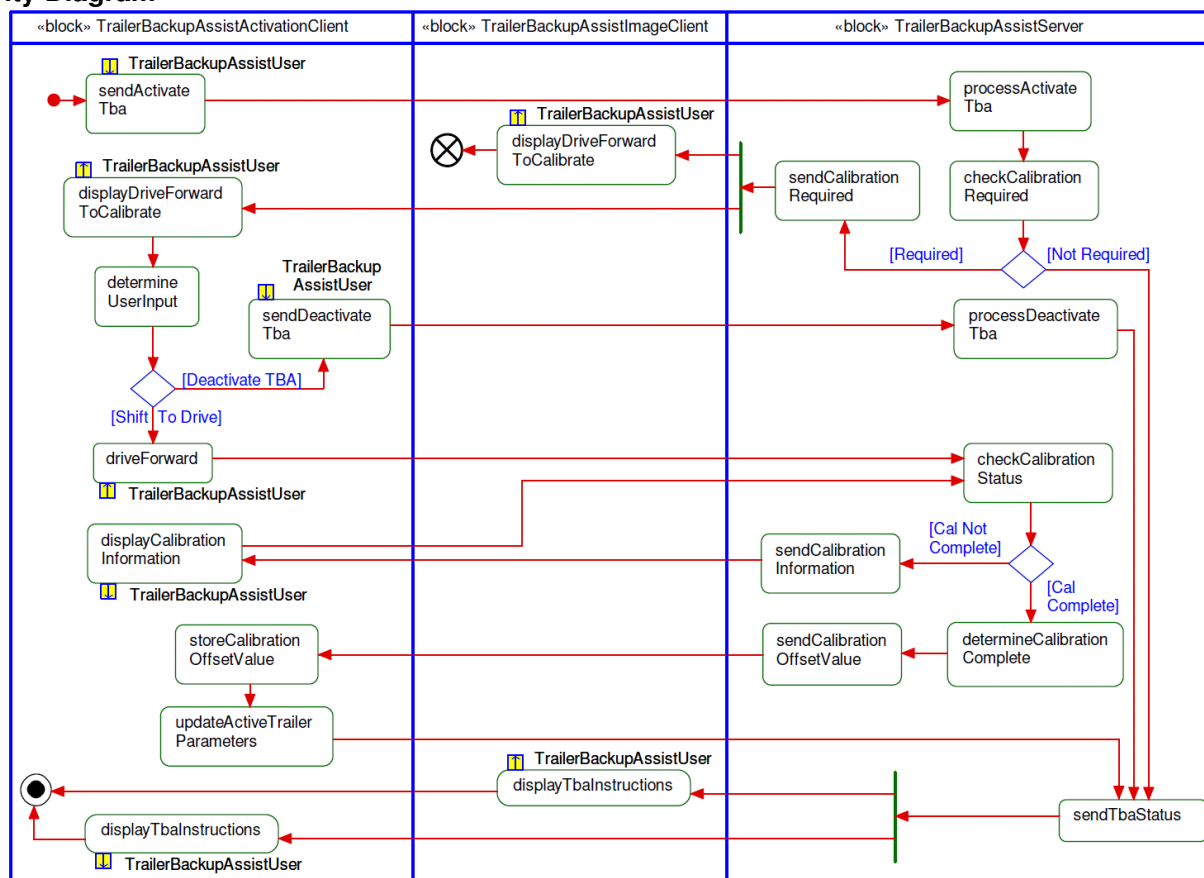 ity Diagram
«block» TrailerBackupAssistActivationClient
«block» TrailerBackupAssistImageClient
«block» TrailerBackupAssistServer
TrailerBackupAssistUser
sendActivate
Tba
processActivate
Tba
TrailerBackupAssistUser
displayDriveForward
ToCalibrate
TrailerBackupAssistUser
displayDriveForward
ToCalibrate
sendCalibration
Required
checkCalibration
Required
[Required]
[Not Required]
determine
UserInput
TrailerBackup
AssistUser
sendDeactivate
Tba
processDeactivate
Tba
[Deactivate TBA]
[Shift To Drive]
driveForward
TrailerBackupAssistUser
checkCalibration
Status
[Cal Not
Complete]
displayCalibration
Information
TrailerBackupAssistUser
sendCalibration
Information
[Cal
Complete]
storeCalibration
OffsetValue
sendCalibration
OffsetValue
determineCalibration
Complete
updateActiveTrailer
Parameters
TrailerBackupAssistUser
displayTbaInstructions
sendTbaStatus
displayTbaInstructions
TrailerBackupAssistUser